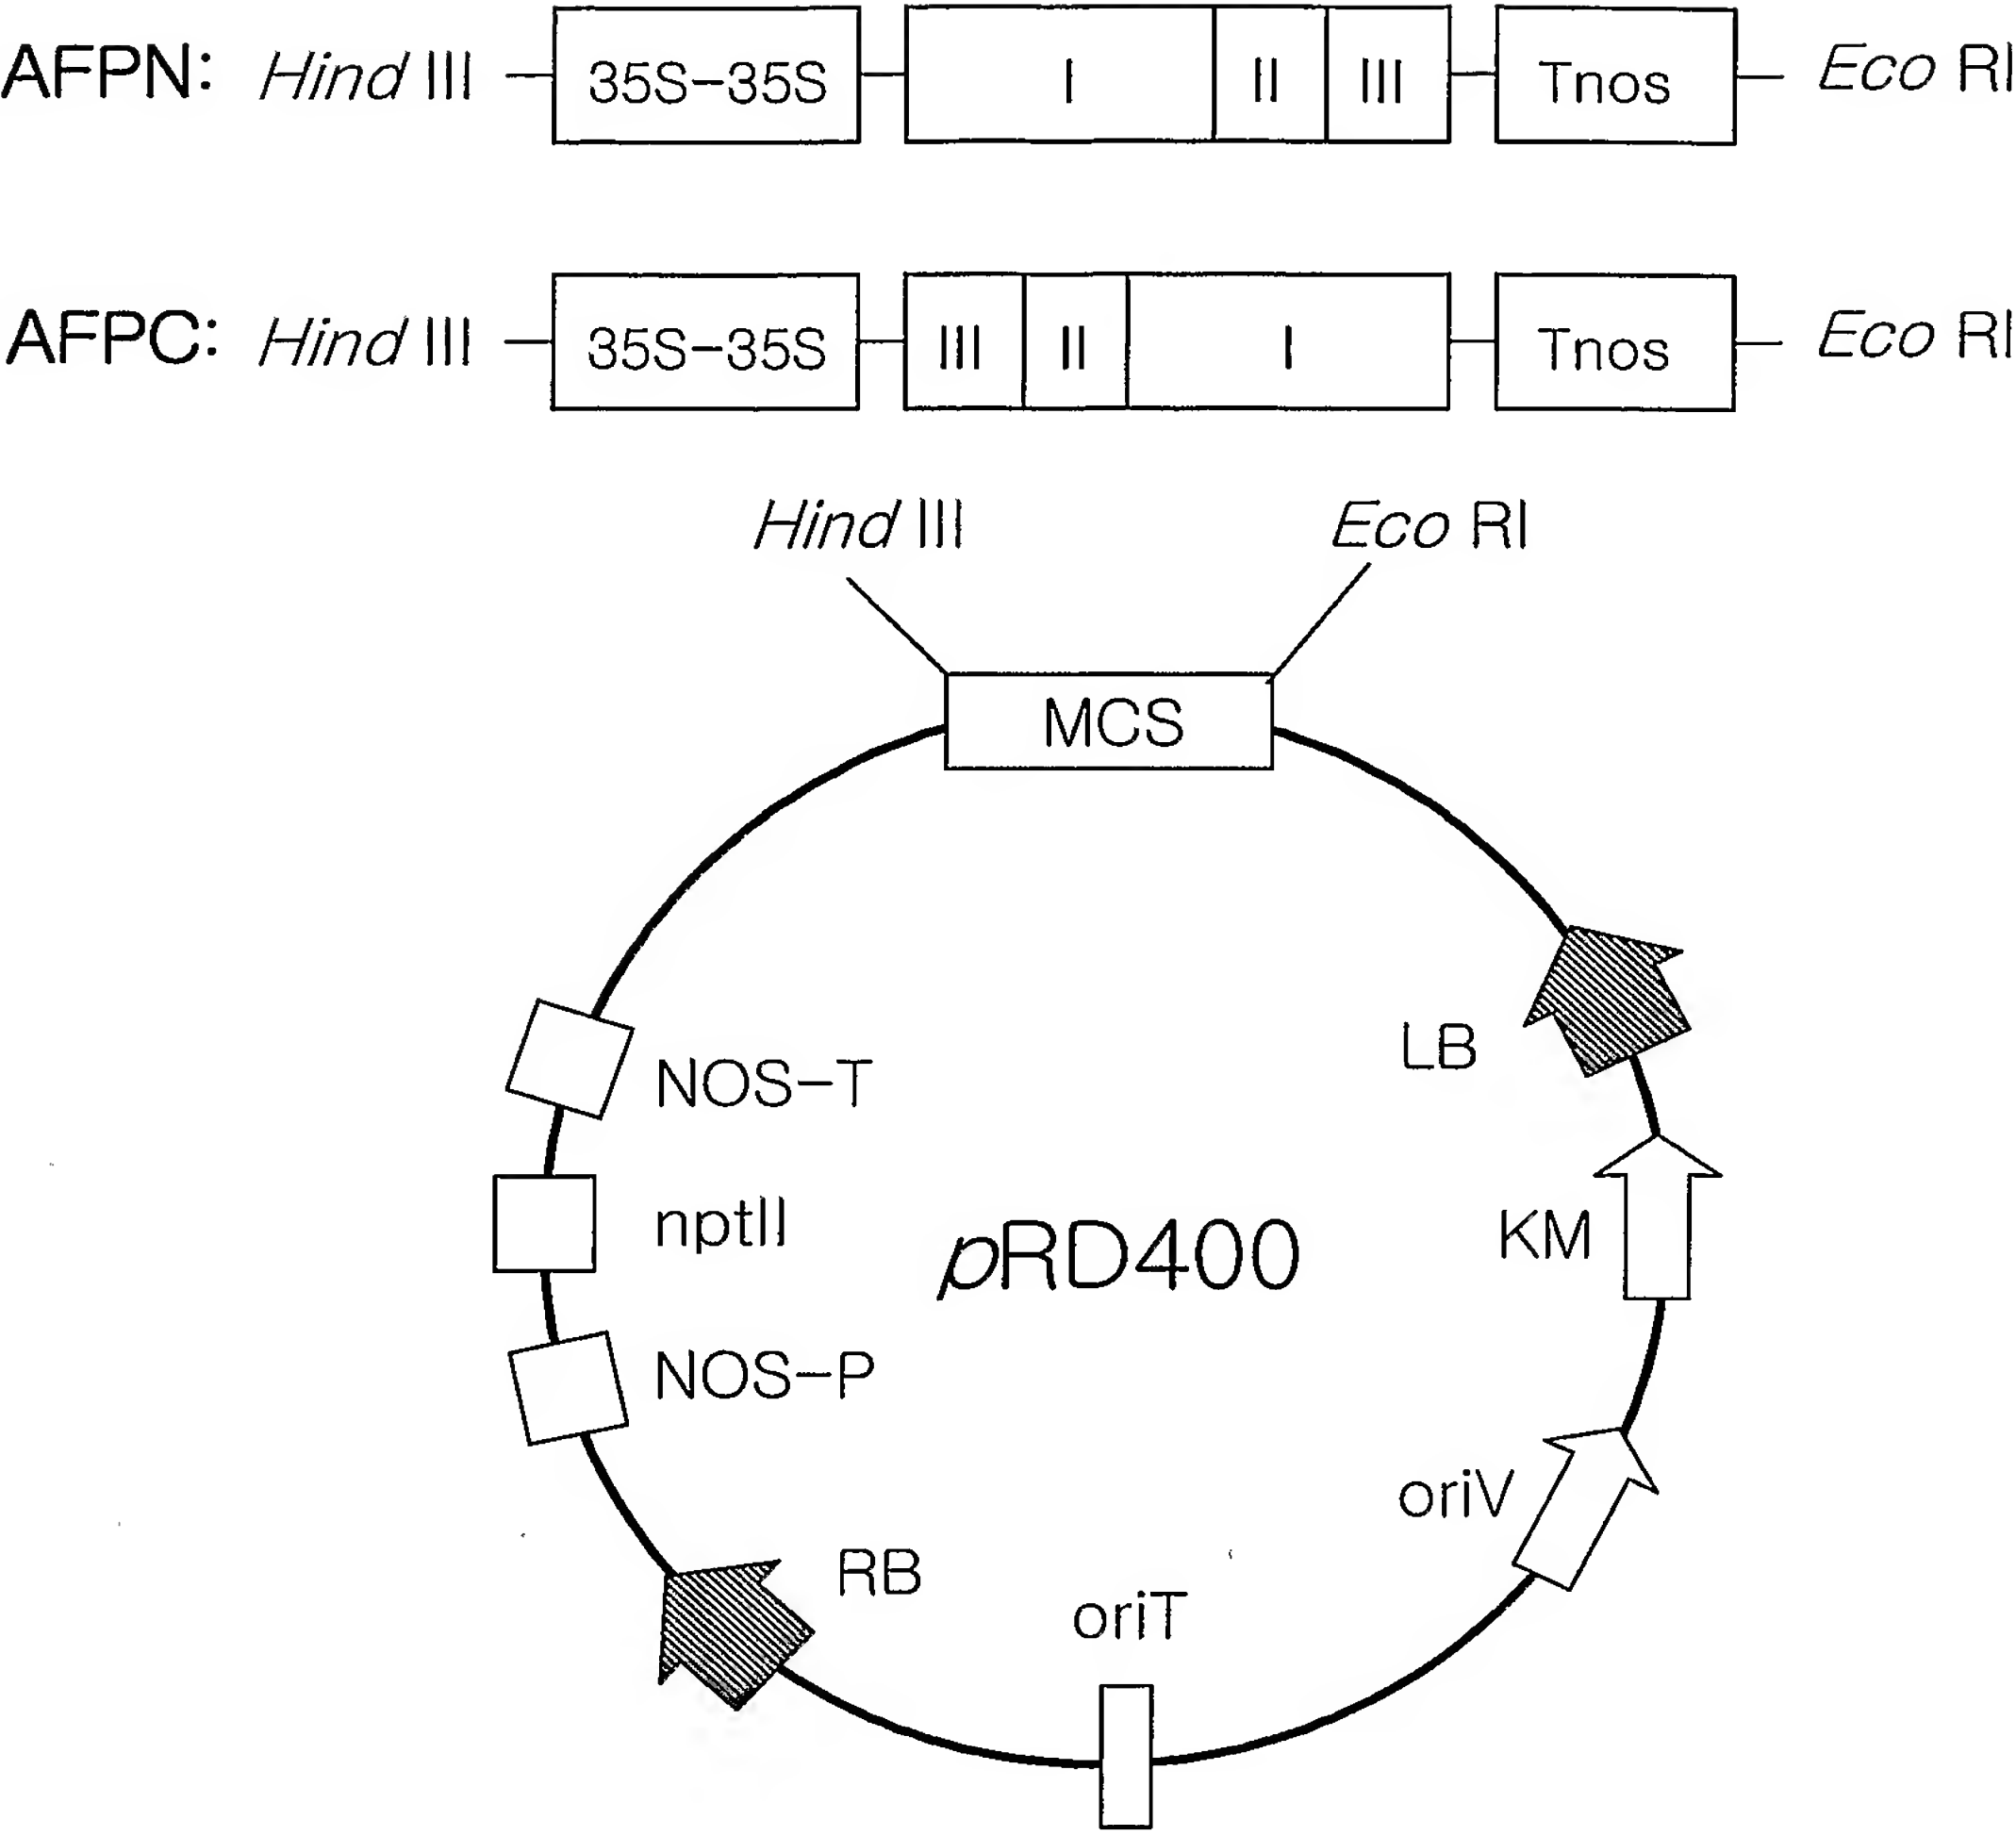 AFPN: Hind III 35S-35S I II III Tnos Eco RI
AFPC: Hind III 35S-35S III II I Tnos Eco RI
Hind III Eco RI
MCS
LB
NOS-T
nptII
KM
pRD400
NOS-P
oriV
RB
oriT